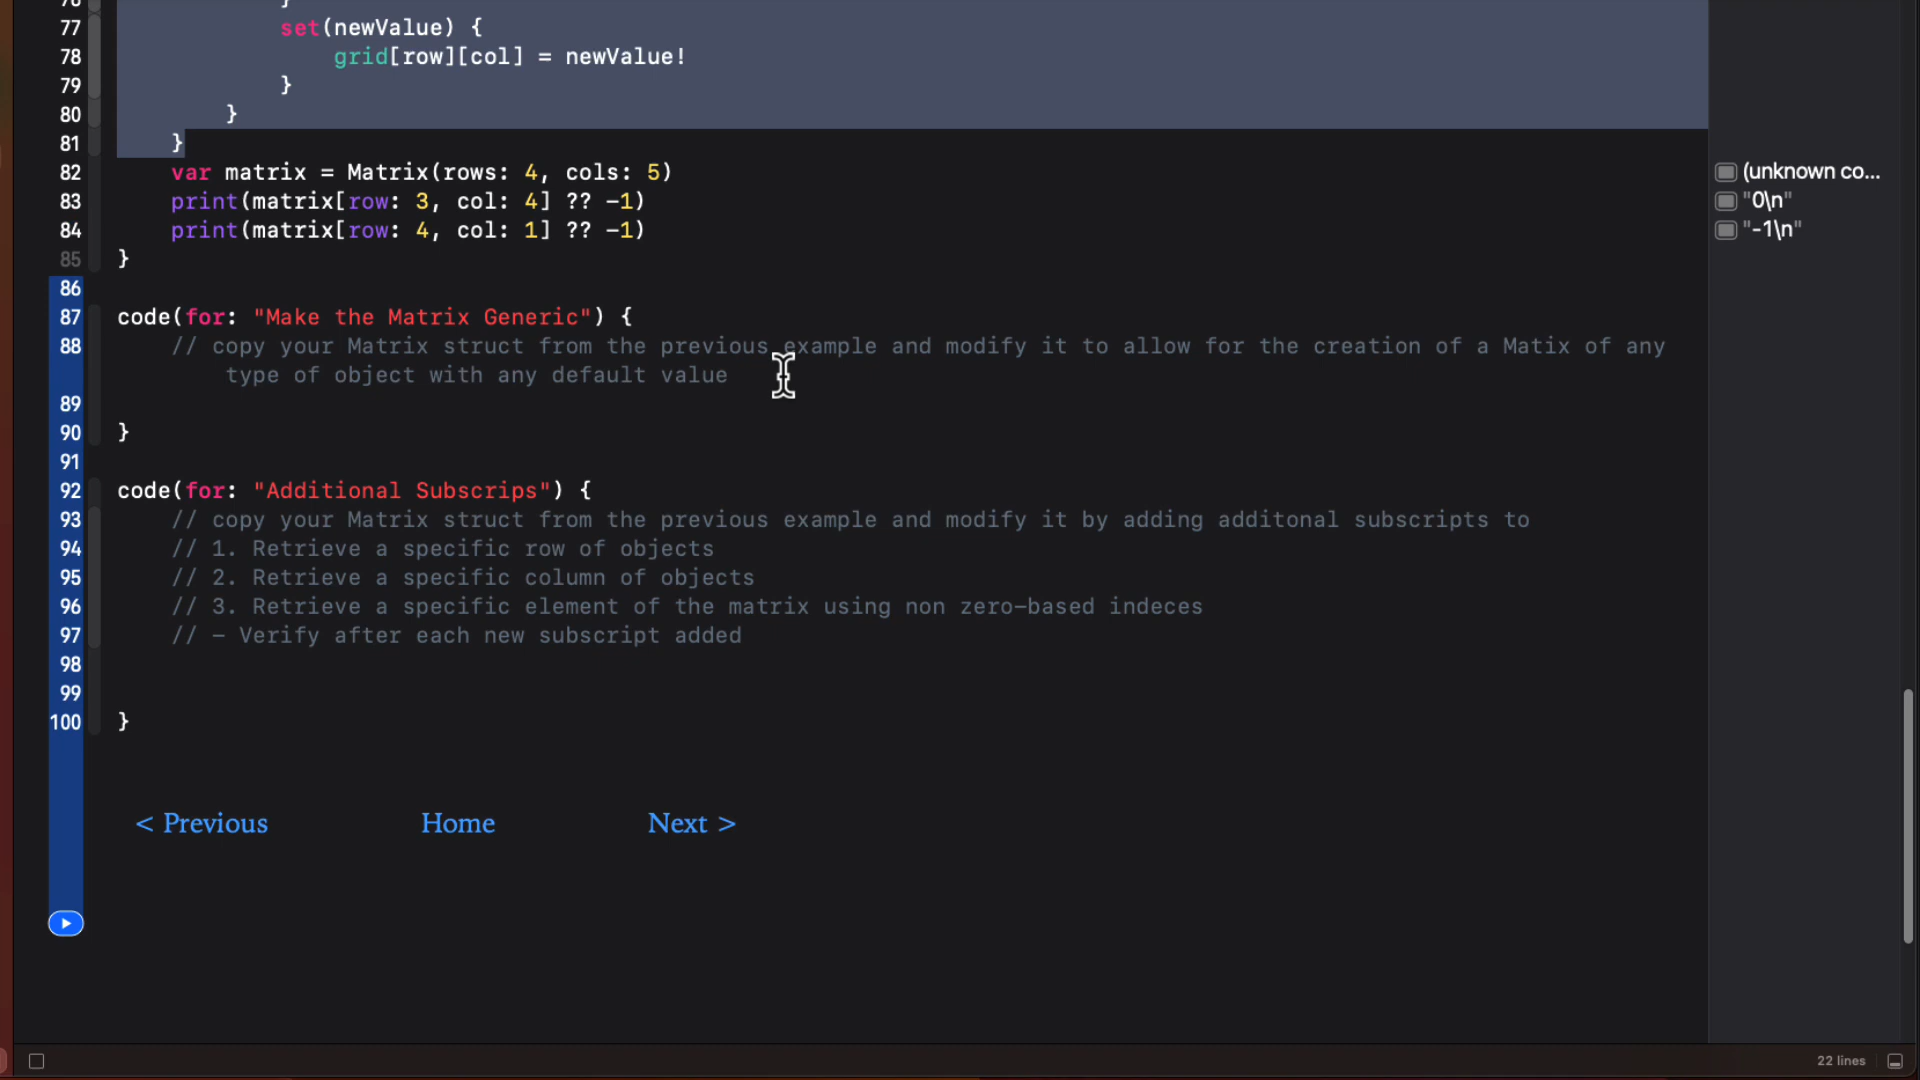 76 }
77 set(newValue) {
78 grid[row][col] = newValue!
79 }
80 }
81 }
82 var matrix = Matrix(rows: 4, cols: 5) (unknown co...
83 print(matrix[row: 3, col: 4] ?? -1) "0\n"
84 print(matrix[row: 4, col: 1] ?? -1) "-1\n"
85 }
86
87 code(for: "Make the Matrix Generic") {
88 // copy your Matrix struct from the previous example and modify it to allow for the creation of a Matix of any
type of object with any default value
89
90 }
91
92 code(for: "Additional Subscrips") {
93 // copy your Matrix struct from the previous example and modify it by adding additonal subscripts to
94 // 1. Retrieve a specific row of objects
95 // 2. Retrieve a specific column of objects
96 // 3. Retrieve a specific element of the matrix using non zero-based indeces
97 // - Verify after each new subscript added
98
99
100 }
< Previous Home Next >
22 lines